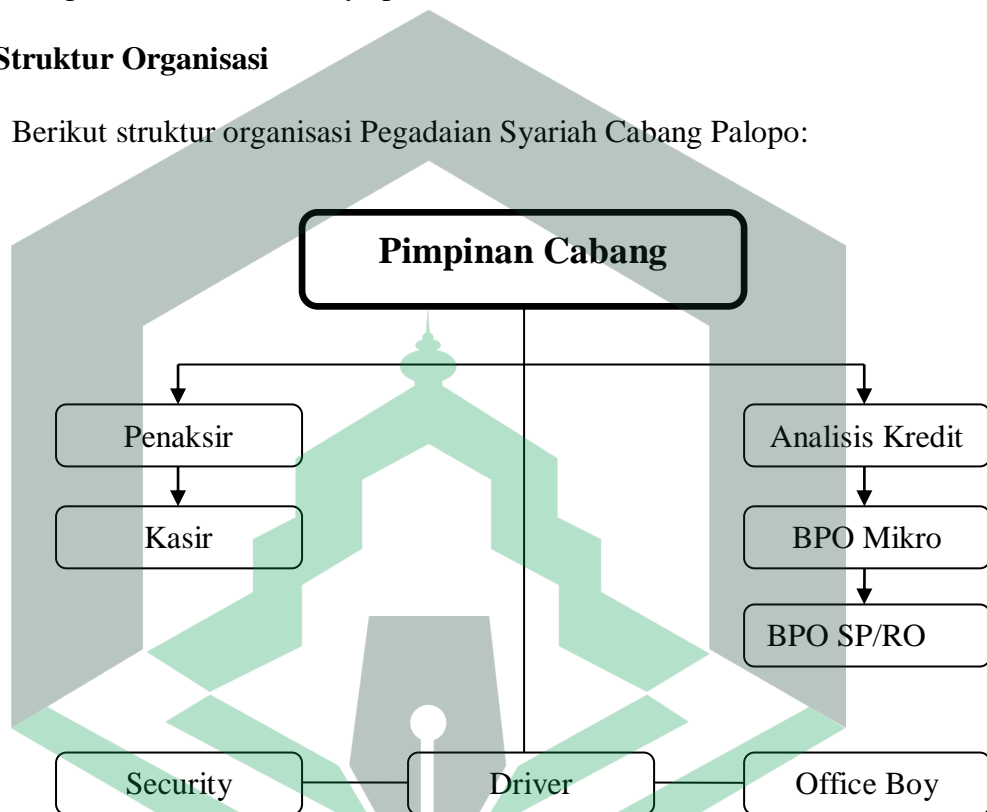 Struktur Organisasi
Berikut struktur organisasi Pegadaian Syariah Cabang Palopo:
Pimpinan Cabang
Penaksir
Analisis Kredit
Kasir
BPO Mikro
BPO SP/RO
Security
Driver
Office Boy